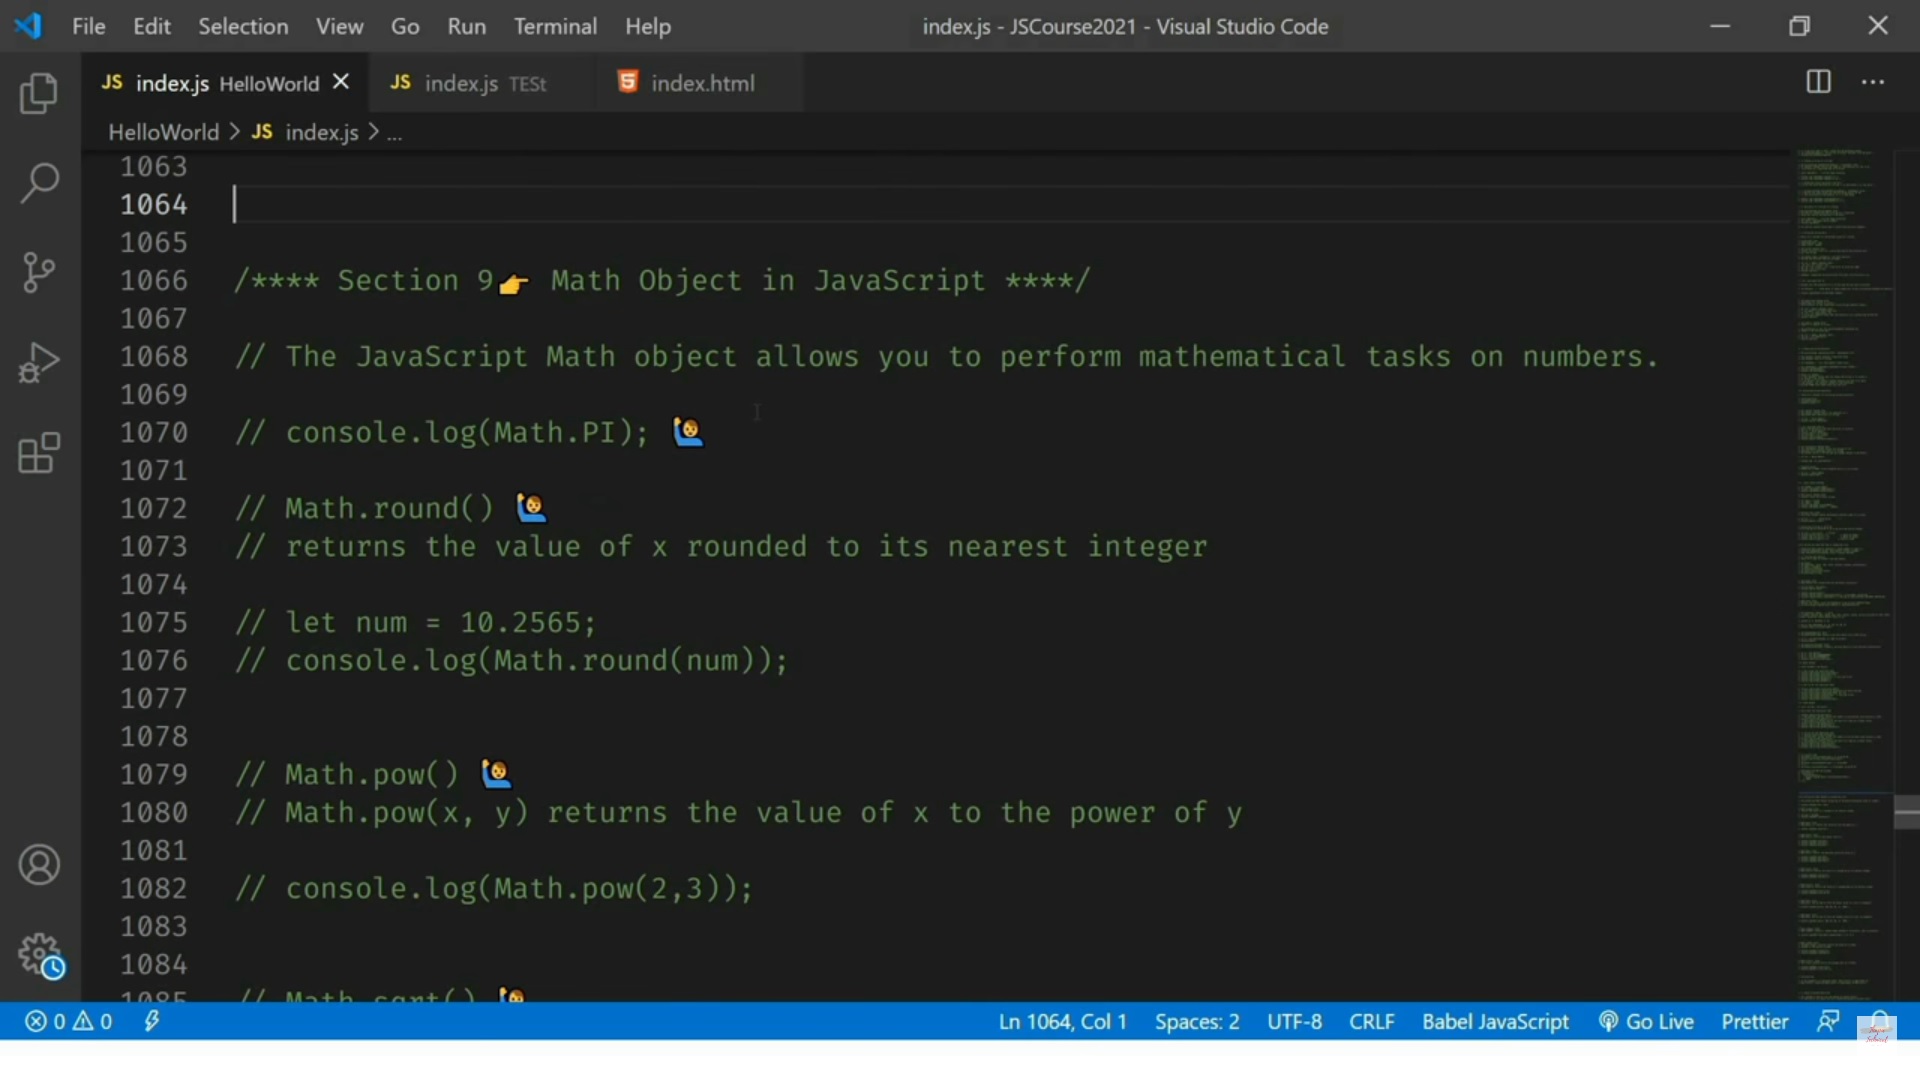 File Edit Selection View Go Run Terminal Help index.js - JSCourse2021 - Visual Studio Code
JS index.js HelloWorld JS index.js TESt index.html
HelloWorld > JS index.js > ...
1063
1064
1065
1066 /**** Section 9👉 Math Object in JavaScript ****/
1067
1068 // The JavaScript Math object allows you to perform mathematical tasks on numbers.
1069
1070 // console.log(Math.PI); 🙋‍♂️
1071
1072 // Math.round() 🙋‍♂️
1073 // returns the value of x rounded to its nearest integer
1074
1075 // let num = 10.2565;
1076 // console.log(Math.round(num));
1077
1078
1079 // Math.pow() 🙋‍♂️
1080 // Math.pow(x, y) returns the value of x to the power of y
1081
1082 // console.log(Math.pow(2,3));
1083
1084
1085 // Math.sqrt() 🙋‍♂️
0 0 Ln 1064, Col 1 Spaces: 2 UTF-8 CRLF Babel JavaScript Go Live Prettier